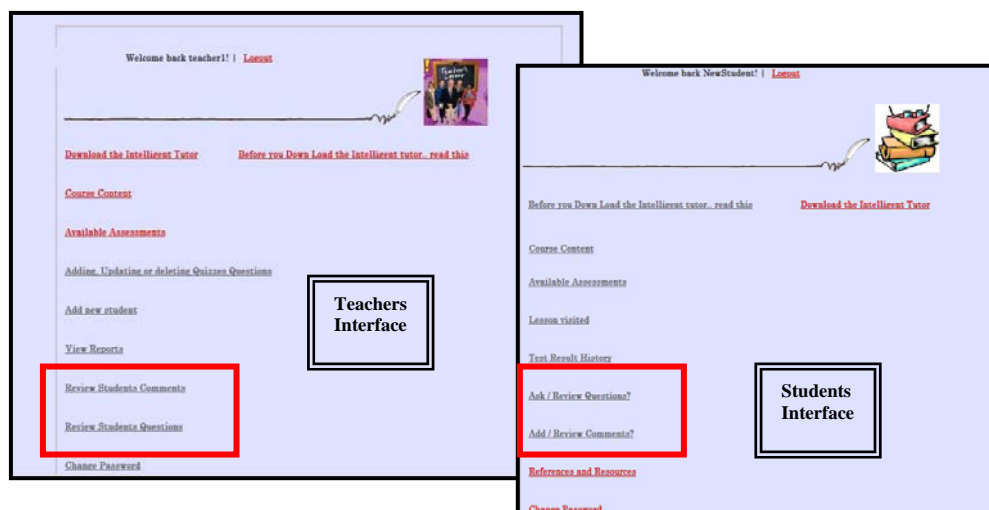 Welcome back teacher1! | Logout
Download the Intelligent Tutor Before you Down Load the Intelligent tutor.. read this
Course Content
Available Assessments
Adding, Updating or deleting Quizzes Questions
Add new student
View Reports
Review Students Comments
Review Students Questions
Change Password
Teachers
Interface
Welcome back NewStudent! | Logout
Before you Down Load the Intelligent tutor.. read this Download the Intelligent Tutor
Course Content
Available Assessments
Lesson visited
Test Result History
Ask / Review Questions?
Add / Review Comments?
References and Resources
Change Password
Students
Interface